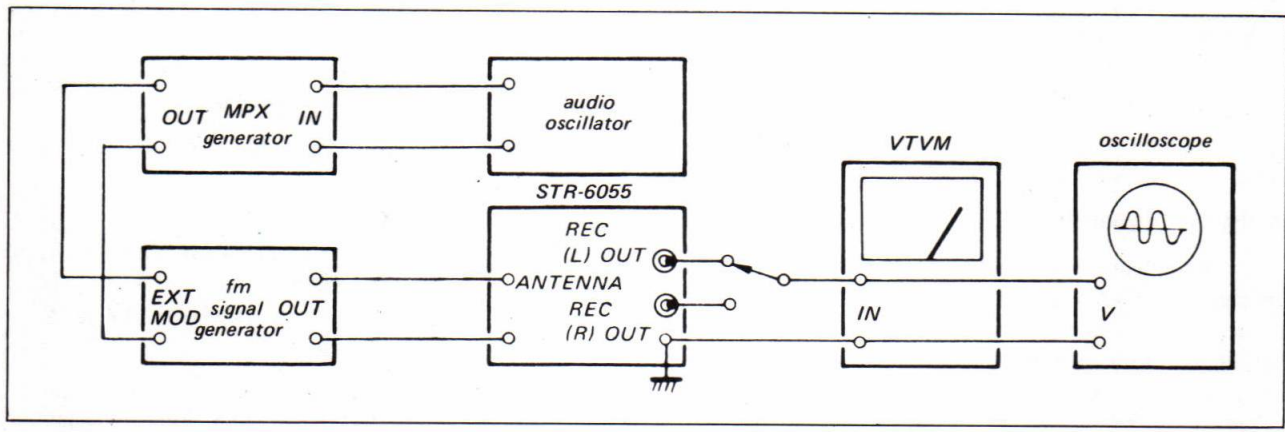 OUT MPX IN
generator
audio
oscillator
STR-6055
VTVM
oscilloscope
REC
(L) OUT
ANTENNA
REC
(R) OUT
EXT
MOD
fm
signal OUT
generator
IN
V